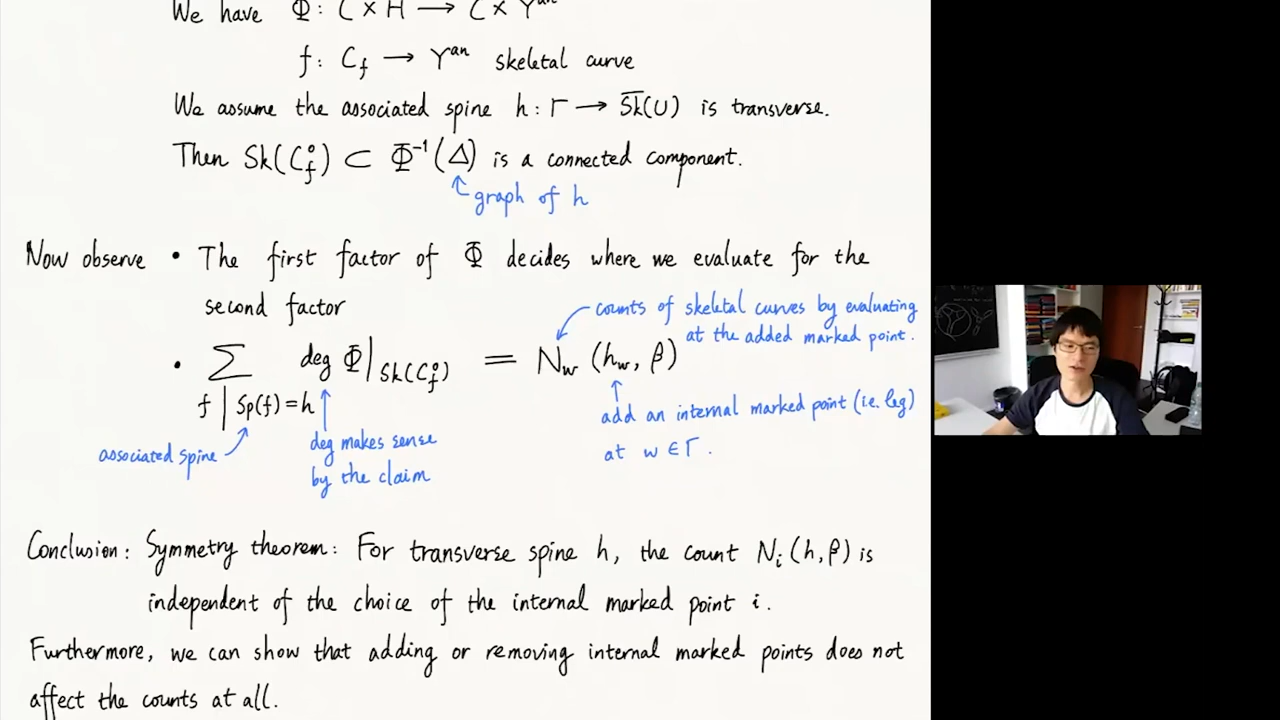 We have Φ: C × H ⟶ C × Y^an
f: C_f ⟶ Y^an skeletal curve
We assume the associated spine h: Γ ⟶ S̅k̅(U) is transverse.
Then Sk(C_f°) ⊂ Φ^-1(Δ) is a connected component.
graph of h
Now observe • The first factor of Φ decides where we evaluate for the
second factor
counts of skeletal curves by evaluating
at the added marked point.
• ∑ deg Φ|_Sk(C_f°) = N_w (h_w, β)
f | Sp(f) = h
add an internal marked point (i.e. leg)
at w ∈ Γ.
associated spine
deg makes sense
by the claim
Conclusion: Symmetry theorem: For transverse spine h, the count N_i (h, β) is
independent of the choice of the internal marked point i.
Furthermore, we can show that adding or removing internal marked points does not
affect the counts at all.